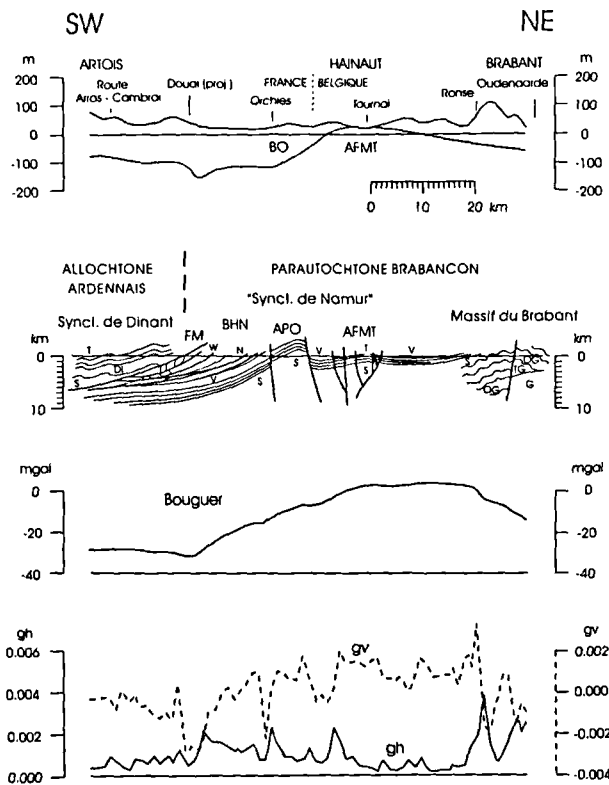 SW NE
m ARTOIS HAINAUT BRABANT m
Route Arras - Cambrai Douai (proj) FRANCE BELGIQUE Ronse Oudenaarde
Orchies Tournai
200 200
100 100
0 0
-100 BO AFMT -100
-200 -200
0 10 20
km
ALLOCHTONE ARDENNAIS PARAUTOCHTONE BRABANCON
"Syncl. de Namur"
Syncl. de Dinant FM BHN APO AFMT Massif du Brabant
km T W N V T V km
0 DI S S S DG 0
S V S TG G
10 DG 10
mgal mgal
0 Bouguer 0
-20 -20
-40 -40
gh gv
0.006 gv 0.002
0.004 0.000
0.002 gh -0.002
0.000 -0.004